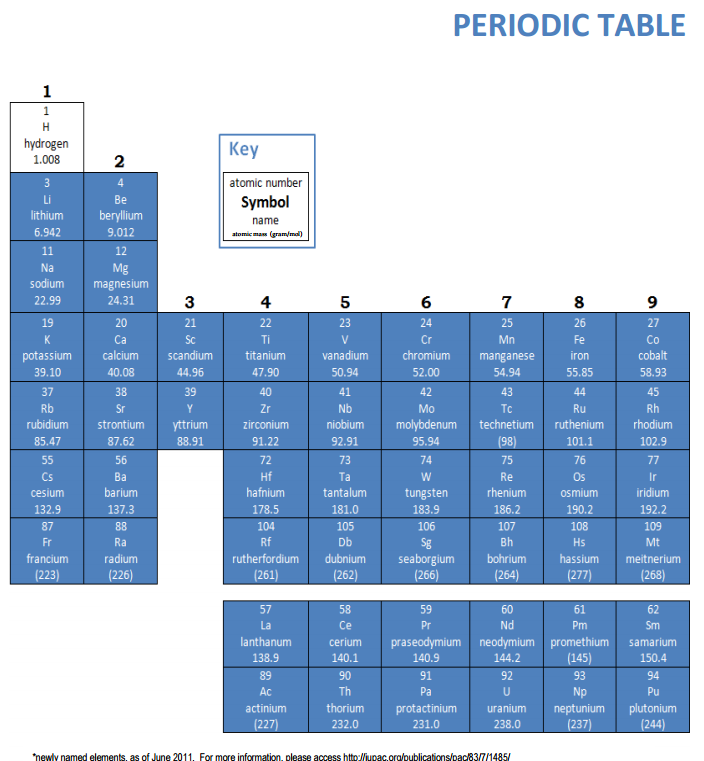 PERIODIC TABLE
1
1
H
hydrogen
1.008
2
Key
atomic number
Symbol
name
atomic mass (gram/mol)
3 4
Li Be
lithium beryllium
6.942 9.012
11 12
Na Mg
sodium magnesium
22.99 24.31
3 4 5 6 7 8 9
19 20 21 22 23 24 25 26 27
K Ca Sc Ti V Cr Mn Fe Co
potassium calcium scandium titanium vanadium chromium manganese iron cobalt
39.10 40.08 44.96 47.90 50.94 52.00 54.94 55.85 58.93
37 38 39 40 41 42 43 44 45
Rb Sr Y Zr Nb Mo Tc Ru Rh
rubidium strontium yttrium zirconium niobium molybdenum technetium ruthenium rhodium
85.47 87.62 88.91 91.22 92.91 95.94 (98) 101.1 102.9
55 56 72 73 74 75 76 77
Cs Ba Hf Ta W Re Os Ir
cesium barium hafnium tantalum tungsten rhenium osmium iridium
132.9 137.3 178.5 181.0 183.9 186.2 190.2 192.2
87 88 104 105 106 107 108 109
Fr Ra Rf Db Sg Bh Hs Mt
francium radium rutherfordium dubnium seaborgium bohrium hassium meitnerium
(223) (226) (261) (262) (266) (264) (277) (268)
57 58 59 60 61 62
La Ce Pr Nd Pm Sm
lanthanum cerium praseodymium neodymium promethium samarium
138.9 140.1 140.9 144.2 (145) 150.4
89 90 91 92 93 94
Ac Th Pa U Np Pu
actinium thorium protactinium uranium neptunium plutonium
(227) 232.0 231.0 238.0 (237) (244)
*newly named elements, as of June 2011. For more information, please access http://iupac.org/publications/pac/83/7/1485/